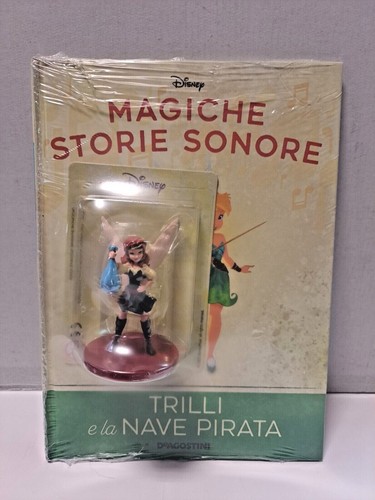 Disney
MAGICHE
STORIE SONORE
Disney
TRILLI
e la NAVE PIRATA
DEAGOSTINI